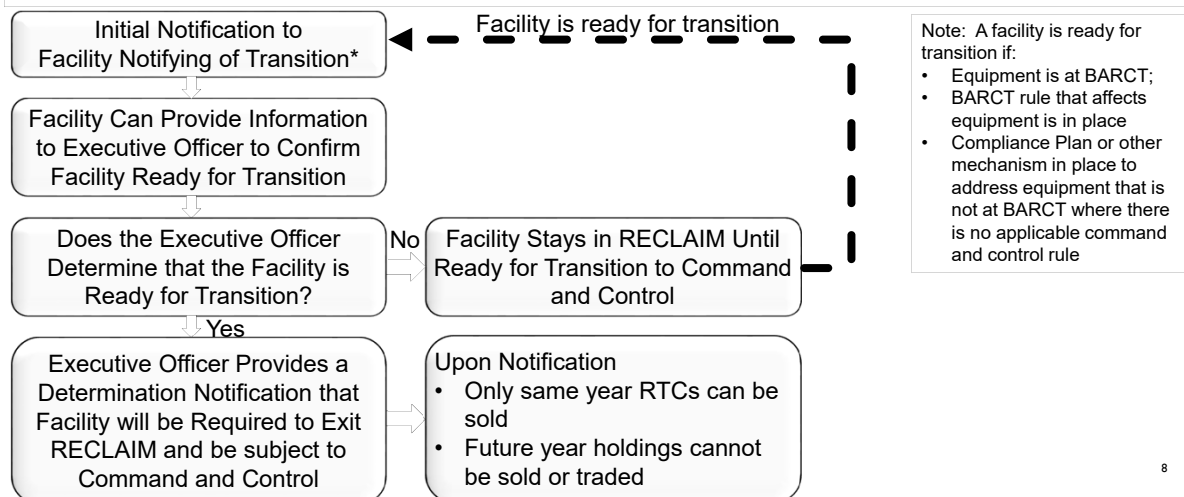 Facility is ready for transition
Initial Notification to
Facility Notifying of Transition*
Facility Can Provide Information
to Executive Officer to Confirm
Facility Ready for Transition
Does the Executive Officer
Determine that the Facility is
Ready for Transition?
No
Facility Stays in RECLAIM Until
Ready for Transition to Command
and Control
Yes
Executive Officer Provides a
Determination Notification that
Facility will be Required to Exit
RECLAIM and be subject to
Command and Control
Upon Notification
• Only same year RTCs can be
sold
• Future year holdings cannot
be sold or traded
Note: A facility is ready for
transition if:
• Equipment is at BARCT;
• BARCT rule that affects
equipment is in place
• Compliance Plan or other
mechanism in place to
address equipment that is
not at BARCT where there
is no applicable command
and control rule
8